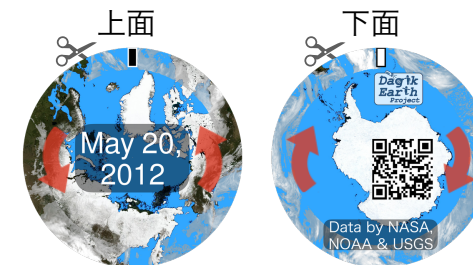 上面
下面
May 20,
2012
Dagik
Earth
Project
Data by NASA,
NOAA & USGS